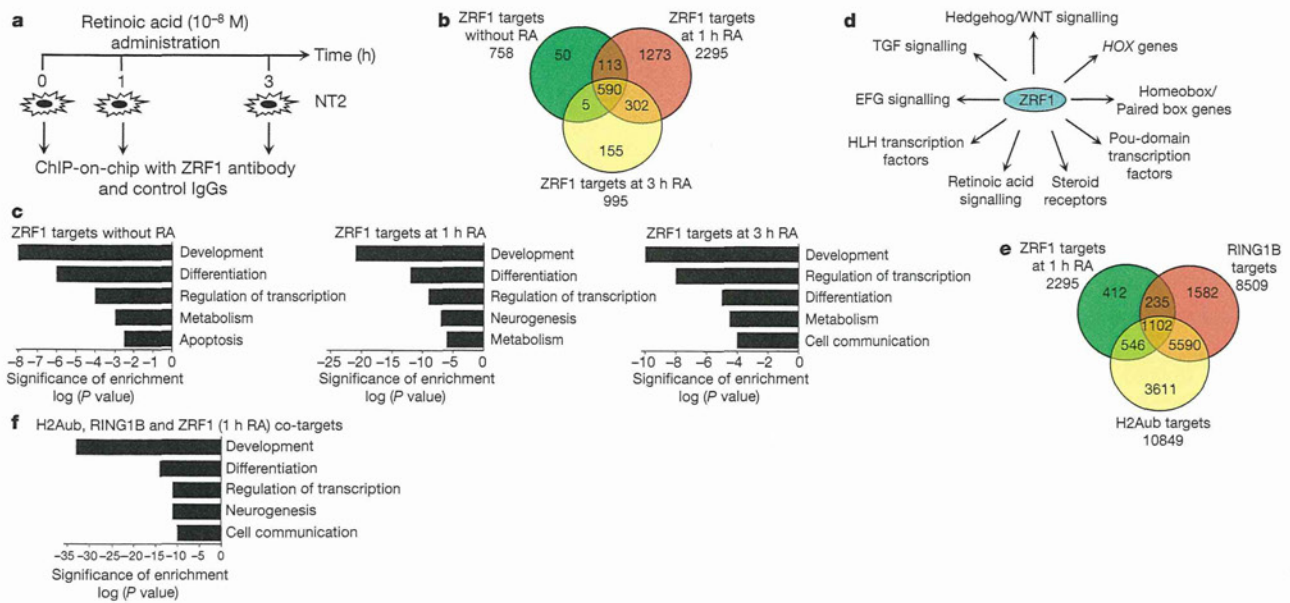 a
Retinoic acid (10⁻⁸ M)
administration
Time (h)
0
1
3
NT2
ChIP-on-chip with ZRF1 antibody
and control IgGs
b
ZRF1 targets
without RA
758
ZRF1 targets
at 1 h RA
2295
50
113
1273
590
5
302
155
ZRF1 targets at 3 h RA
995
c
ZRF1 targets without RA
Development
Differentiation
Regulation of transcription
Metabolism
Apoptosis
−8 −7 −6 −5 −4 −3 −2 −1 0
Significance of enrichment
log (P value)
ZRF1 targets at 1 h RA
Development
Differentiation
Regulation of transcription
Neurogenesis
Metabolism
−25 −20 −15 −10 −5 0
Significance of enrichment
log (P value)
ZRF1 targets at 3 h RA
Development
Regulation of transcription
Differentiation
Metabolism
Cell communication
−10 −8 −6 −4 −2 0
Significance of enrichment
log (P value)
d
Hedgehog/WNT signalling
TGF signalling
HOX genes
EFG signalling
ZRF1
Homeobox/
Paired box genes
HLH transcription
factors
Pou-domain
transcription
factors
Retinoic acid
signalling
Steroid
receptors
e
ZRF1 targets
at 1 h RA
2295
RING1B
targets
8509
412
235
1582
1102
546
5590
3611
H2Aub targets
10849
f
H2Aub, RING1B and ZRF1 (1 h RA) co-targets
Development
Differentiation
Regulation of transcription
Neurogenesis
Cell communication
−35 −30 −25 −20 −15 −10 −5 0
Significance of enrichment
log (P value)